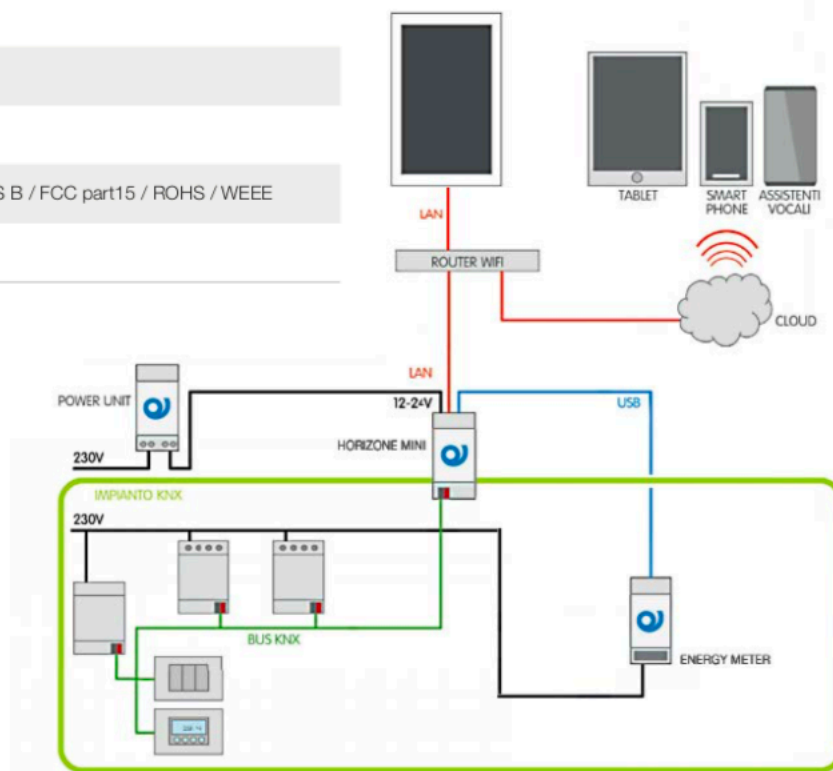 S B / FCC part15 / ROHS / WEEE
TABLET
SMART
PHONE
ASSISTENTI
VOCALI
LAN
ROUTER WIFI
CLOUD
LAN
POWER UNIT
12-24V
USB
HORIZONE MINI
230V
IMPIANTO KNX
230V
BUS KNX
ENERGY METER